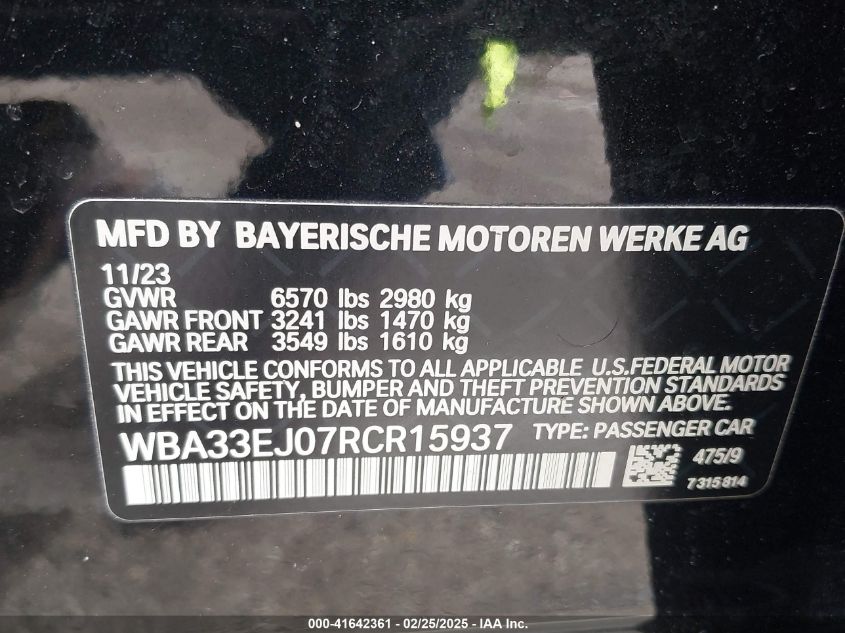 MFD BY BAYERISCHE MOTOREN WERKE AG
11/23
GVWR 6570 lbs 2980 kg
GAWR FRONT 3241 lbs 1470 kg
GAWR REAR 3549 lbs 1610 kg
THIS VEHICLE CONFORMS TO ALL APPLICABLE U.S.FEDERAL MOTOR
VEHICLE SAFETY, BUMPER AND THEFT PREVENTION STANDARDS
IN EFFECT ON THE DATE OF MANUFACTURE SHOWN ABOVE.
WBA33EJ07RCR15937 TYPE: PASSENGER CAR
475/9
7315814
000-41642361 - 02/25/2025 - IAA Inc.